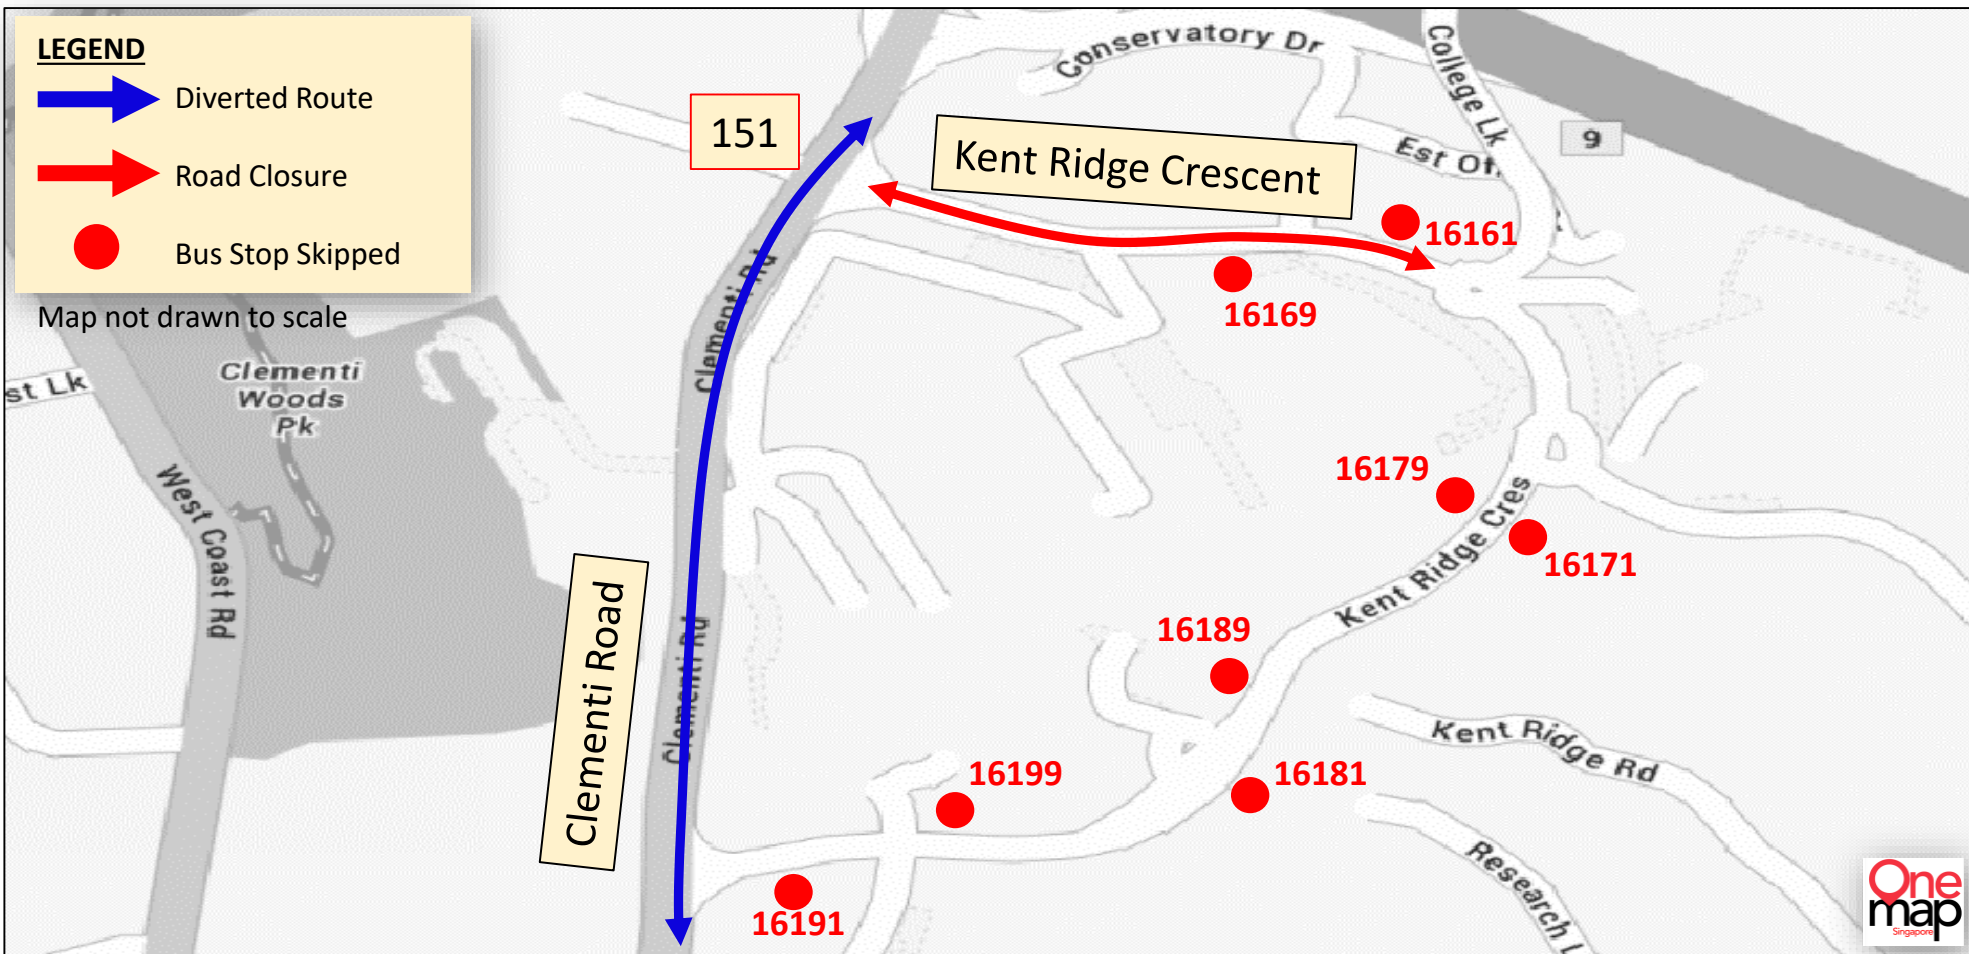 LEGEND
Diverted Route
Road Closure
Bus Stop Skipped
Map not drawn to scale
151
Kent Ridge Crescent
Clementi Road
Conservatory Dr
College Lk
Est Of
9
16161
16169
Clementi Rd
Clementi
Woods
Pk
st Lk
West Coast Rd
16179
16171
Kent Ridge Cres
16189
Clementi Rd
16199
16181
Kent Ridge Rd
16191
Research L
One
map
Singapore